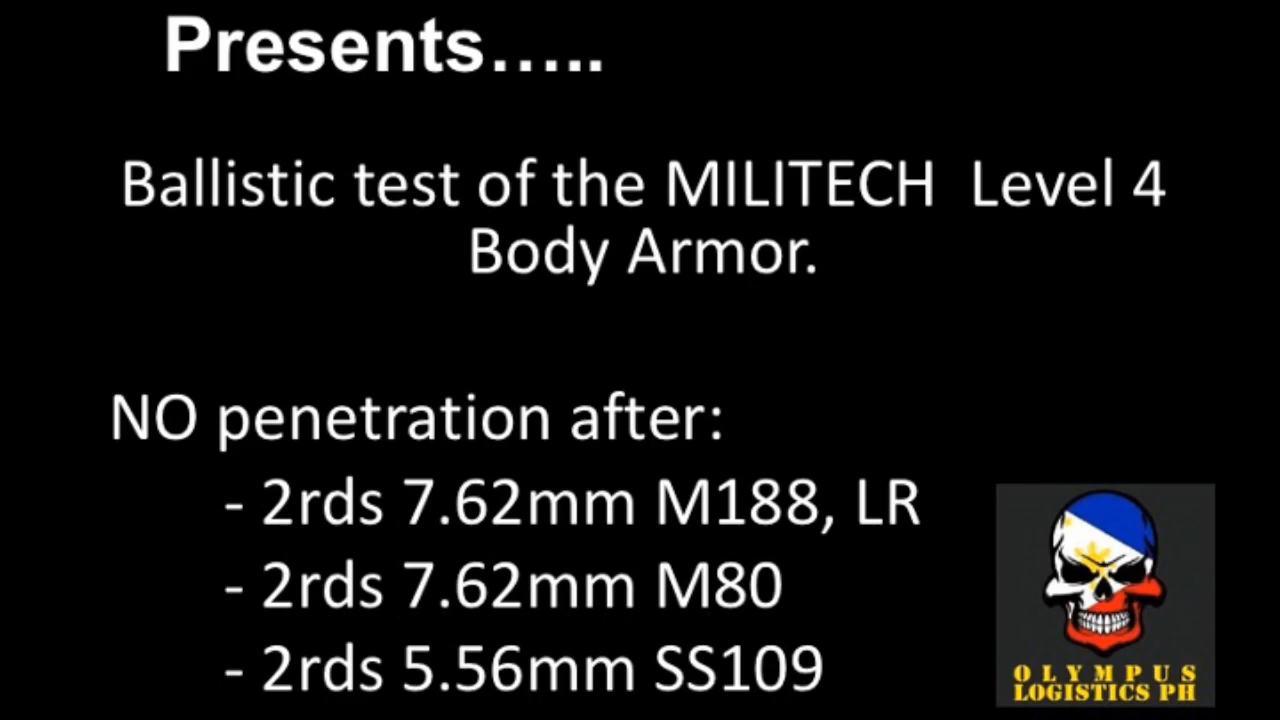 Presents.....
Ballistic test of the MILITECH Level 4
Body Armor.
NO penetration after:
- 2rds 7.62mm M188, LR
- 2rds 7.62mm M80
- 2rds 5.56mm SS109
OLYMPUS
LOGISTICS PH